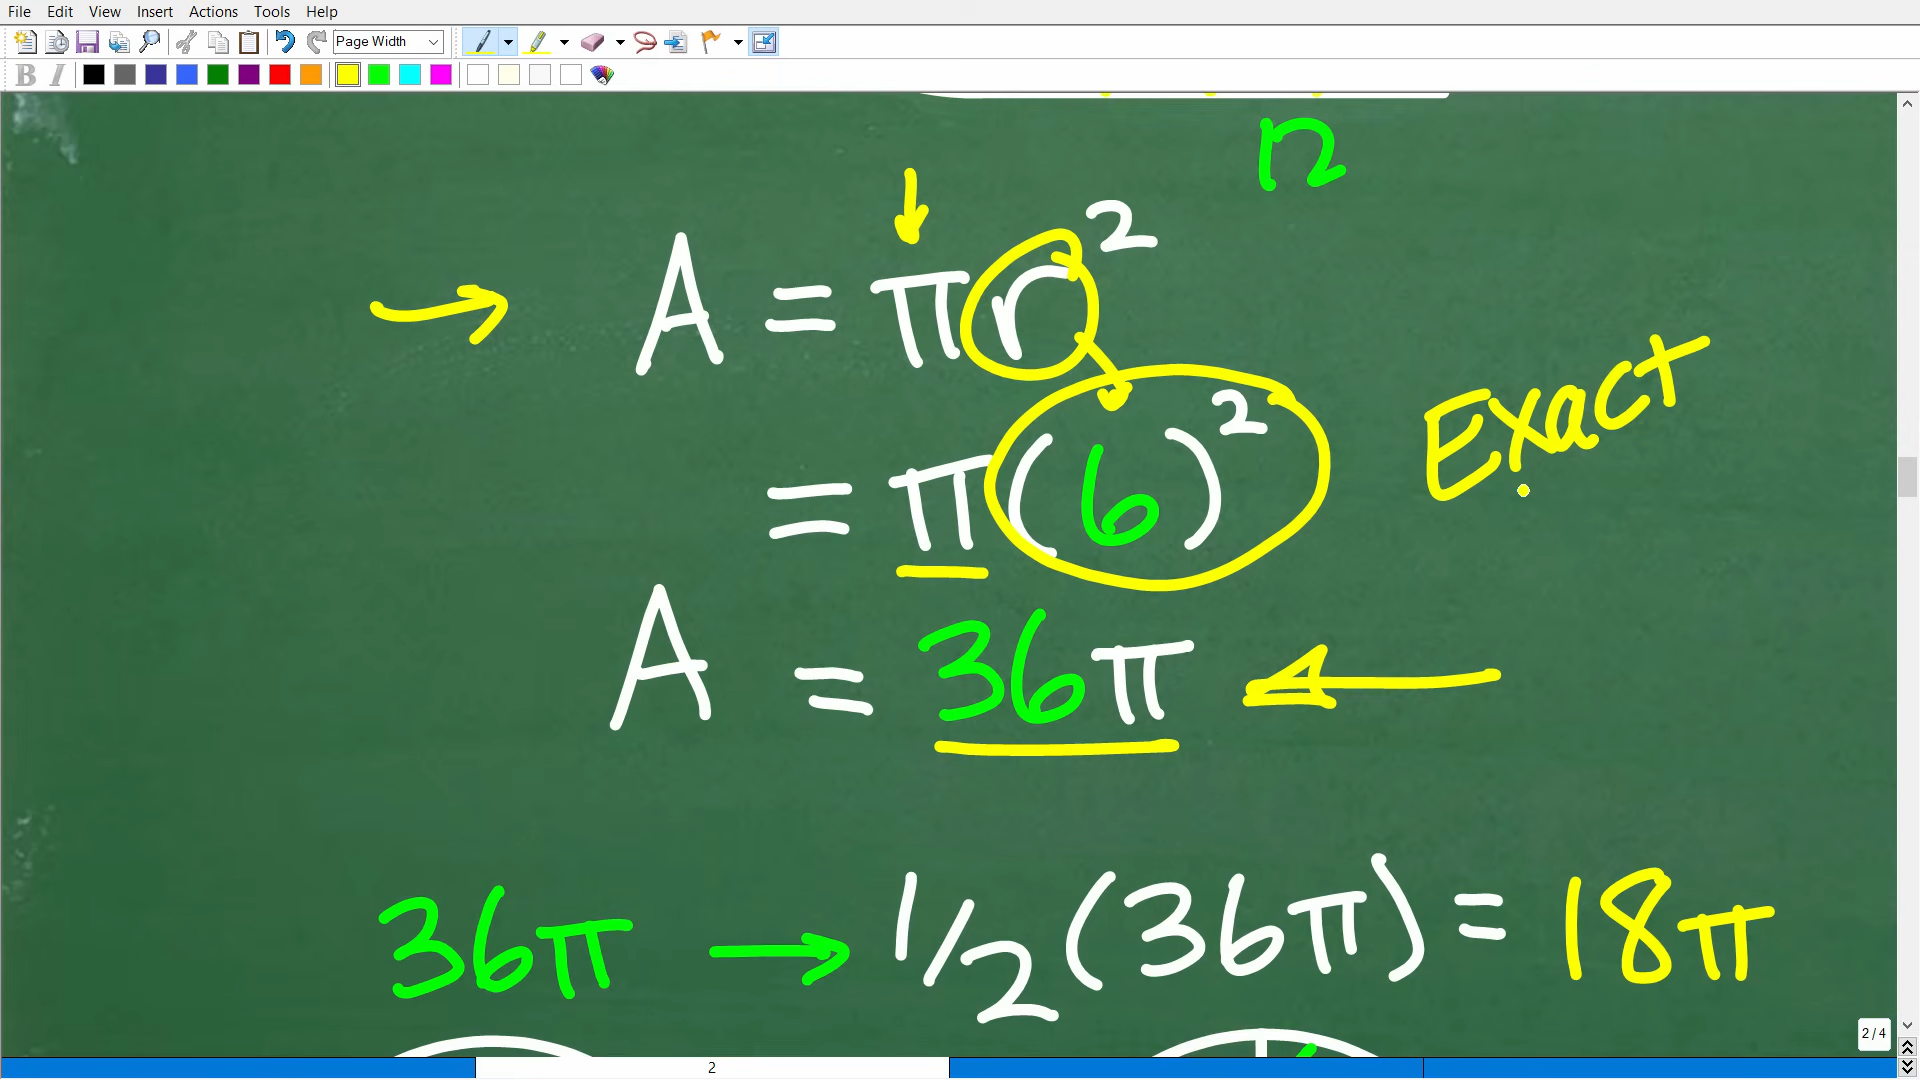 File Edit View Insert Actions Tools Help
Page Width
B I
12
A = πr²
= π(6)²
Exact
A = 36π
36π → 1/2 (36π) = 18π
2 / 4
2